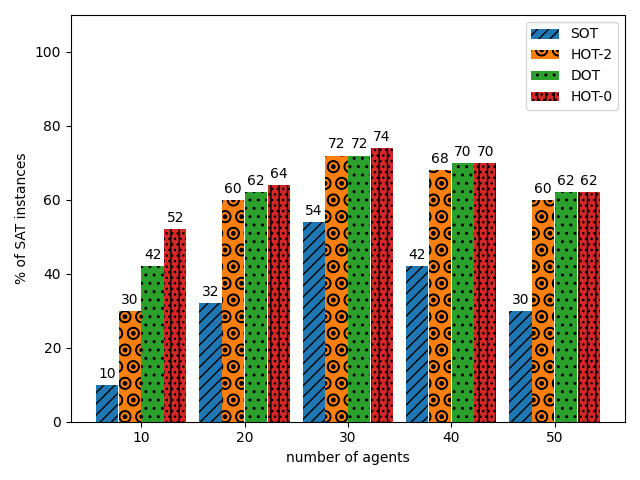 SOT
HOT-2
DOT
HOT-0
% of SAT instances
100
80
60
40
20
0
10 30 42 52
32 60 62 64
54 72 72 74
42 68 70 70
30 60 62 62
10 20 30 40 50
number of agents